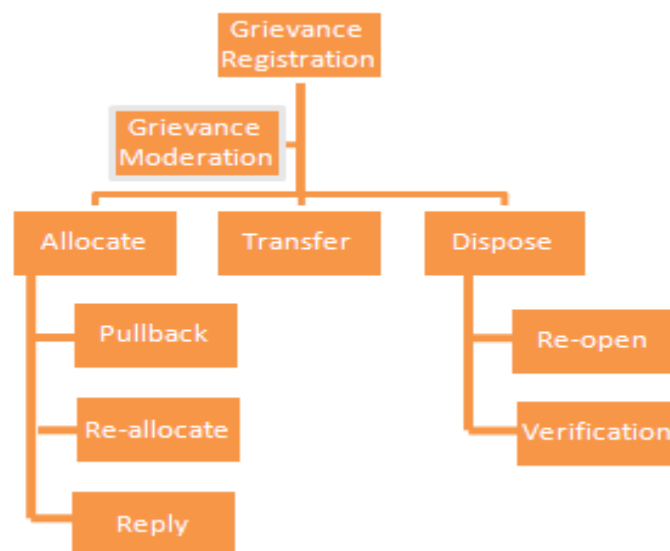 Grievance
Registration
Grievance
Moderation
Allocate
Transfer
Dispose
Pullback
Re-open
Re-allocate
Verification
Reply